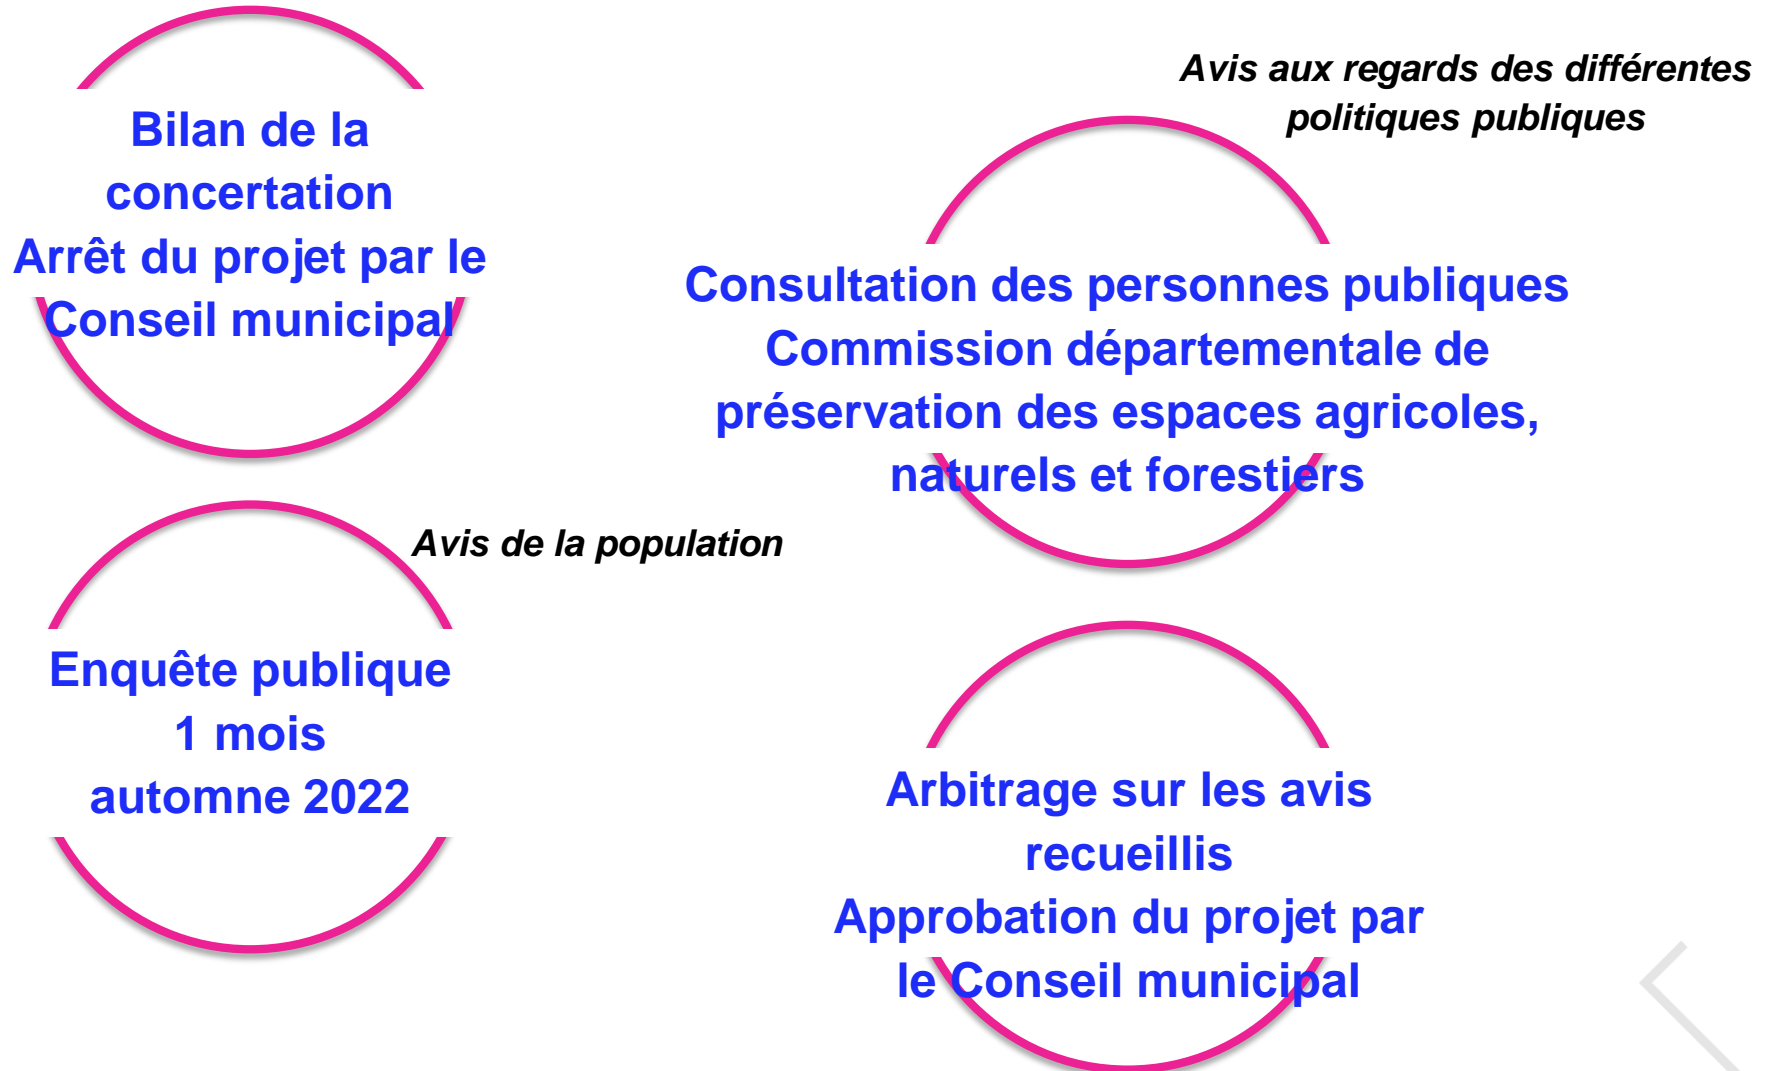 Bilan de la
concertation
Arrêt du projet par le
Conseil municipal
Avis aux regards des différentes
politiques publiques
Consultation des personnes publiques
Commission départementale de
préservation des espaces agricoles,
naturels et forestiers
Avis de la population
Enquête publique
1 mois
automne 2022
Arbitrage sur les avis
recueillis
Approbation du projet par
le Conseil municipal